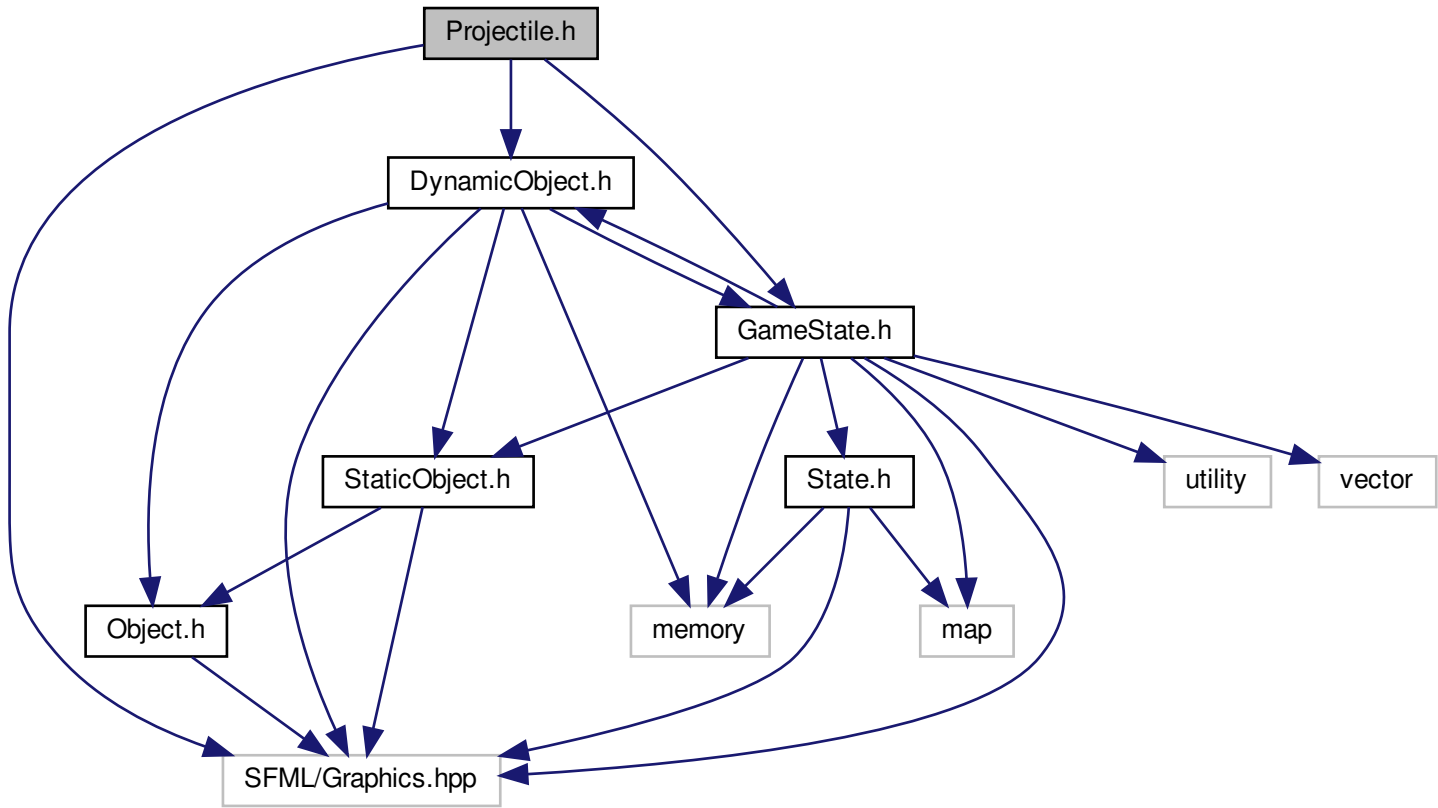 Projectile.h
DynamicObject.h
GameState.h
StaticObject.h
State.h
utility
vector
Object.h
memory
map
SFML/Graphics.hpp